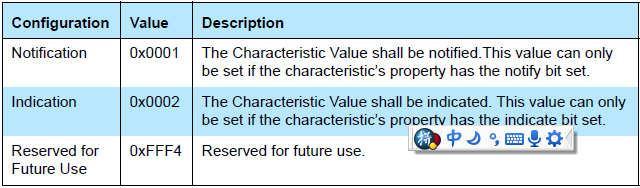 Configuration Value Description
Notification 0x0001 The Characteristic Value shall be notified.This value can only
be set if the characteristic's property has the notify bit set.
Indication 0x0002 The Characteristic Value shall be indicated. This value can only
be set if the characteristic's property has the indicate bit set.
拼 中
Reserved for 0xFFF4 Reserved for future use.
Future Use